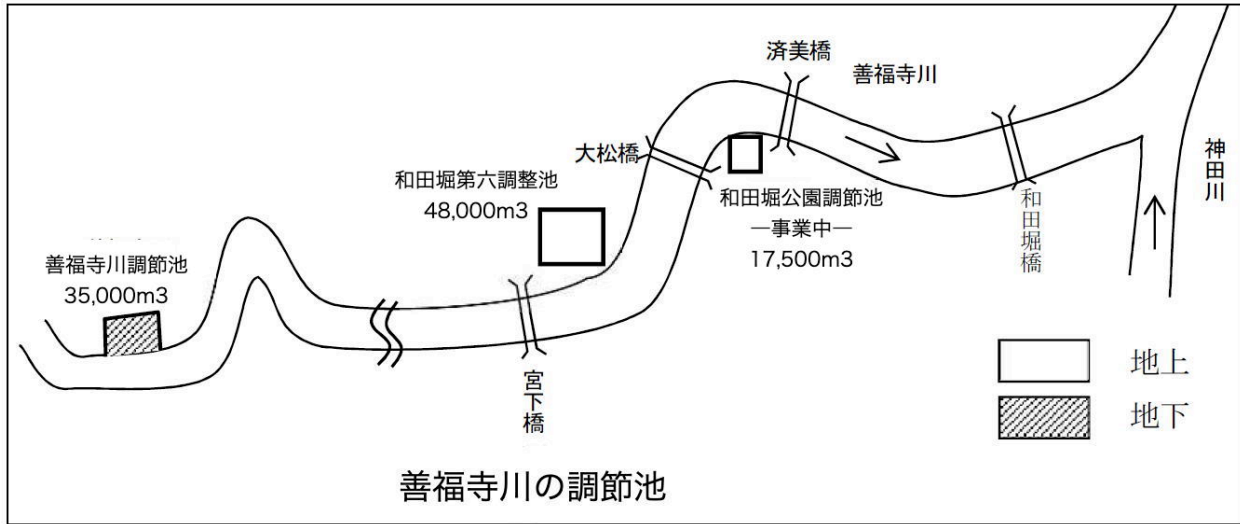 済美橋
善福寺川
大松橋
神田川
和田堀第六調整池
48,000m3
和田堀公園調節池
―事業中―
17,500m3
和田堀橋
善福寺川調節池
35,000m3
宮下橋
地上
地下
善福寺川の調節池